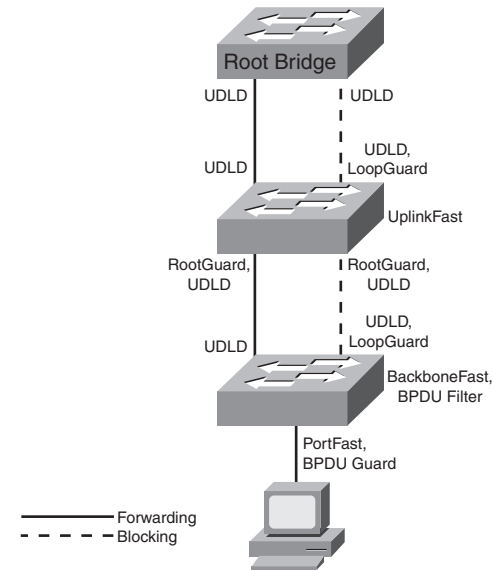 Root Bridge
UDLD
UDLD
UDLD
UDLD,
LoopGuard
UplinkFast
RootGuard,
UDLD
RootGuard,
UDLD
UDLD
UDLD,
LoopGuard
BackboneFast,
BPDU Filter
PortFast,
BPDU Guard
Forwarding
Blocking